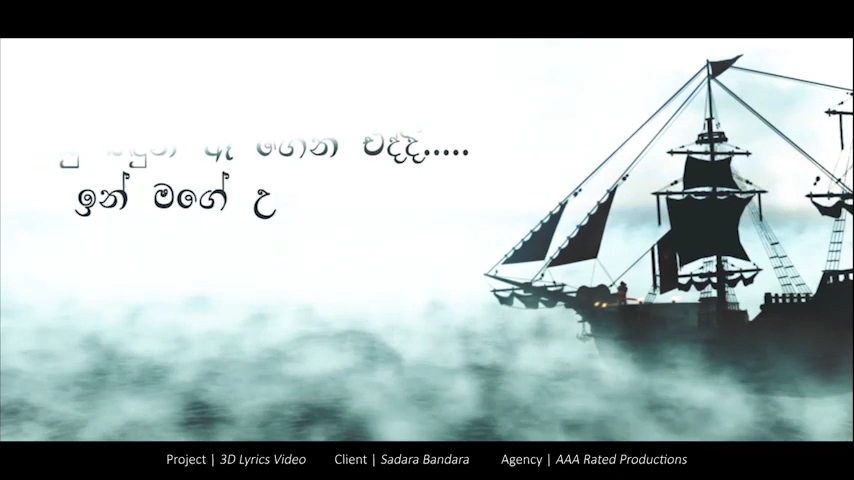 ඈ ගෙන එද්දී.....
ඉන් මගේ උ
Project | 3D Lyrics Video Client | Sadara Bandara Agency | AAA Rated Productions